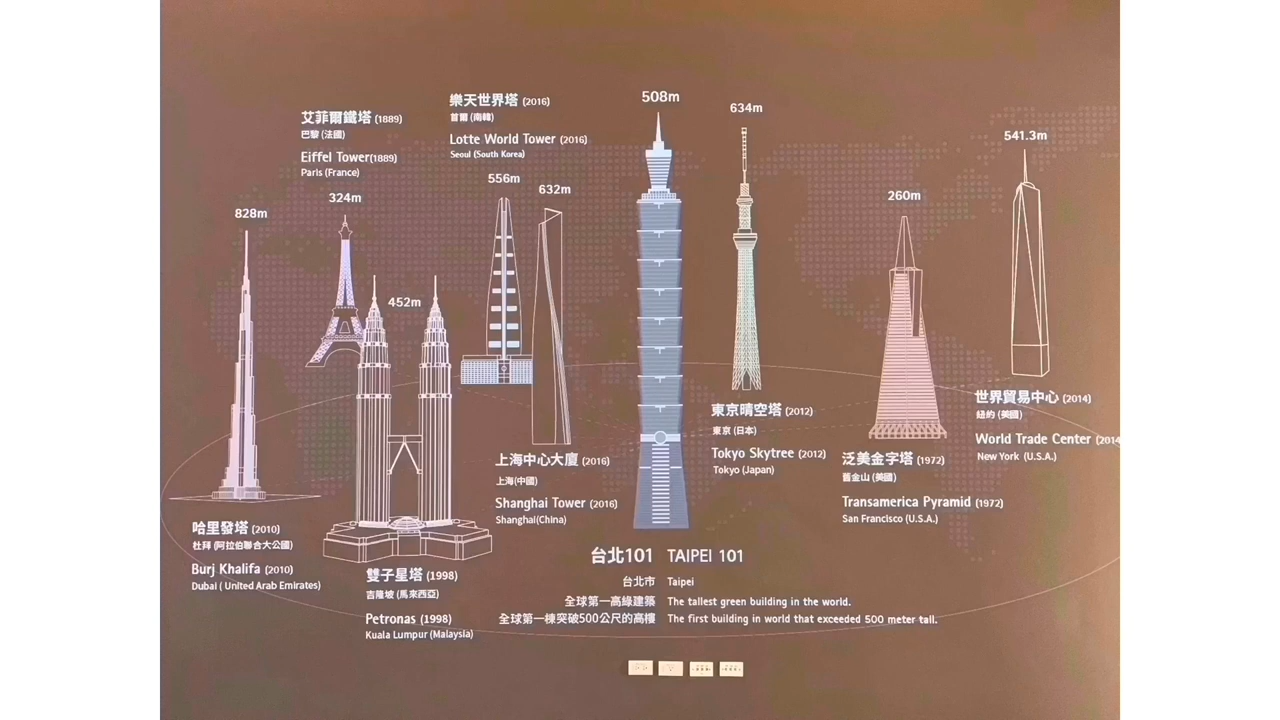 828m
哈里發塔 (2010)
杜拜 (阿拉伯聯合大公國)
Burj Khalifa (2010)
Dubai ( United Arab Emirates)
艾菲爾鐵塔 (1889)
巴黎 (法國)
Eiffel Tower(1889)
Paris (France)
324m
452m
雙子星塔 (1998)
吉隆坡 (馬來西亞)
Petronas (1998)
Kuala Lumpur (Malaysia)
樂天世界塔 (2016)
首爾 (南韓)
Lotte World Tower (2016)
Seoul (South Korea)
556m
632m
上海中心大廈 (2016)
上海(中國)
Shanghai Tower (2016)
Shanghai(China)
508m
台北101 TAIPEI 101
台北市 Taipei
全球第一高綠建築 The tallest green building in the world.
全球第一棟突破500公尺的高樓 The first building in world that exceeded 500 meter tall.
634m
東京晴空塔 (2012)
東京 (日本)
Tokyo Skytree (2012)
Tokyo (Japan)
260m
泛美金字塔 (1972)
舊金山 (美國)
Transamerica Pyramid (1972)
San Francisco (U.S.A.)
541.3m
世界貿易中心 (2014)
紐約 (美國)
World Trade Center (2014
New York (U.S.A.)